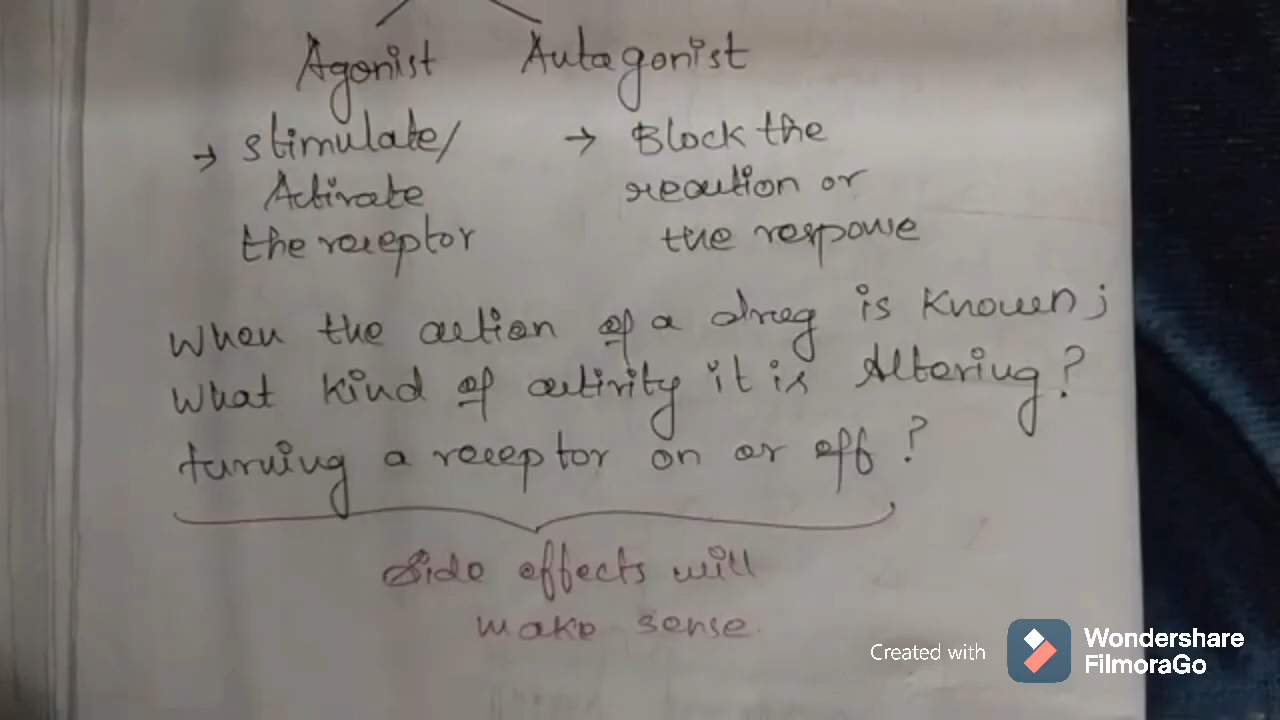 Agonist Antagonist
→ stimulate/ → Block the
Activate reaction or
the receptor the response
When the action of a drug is known;
What kind of activity it is Altering?
turning a receptor on or off?
Side effects will
make sense.
Created with Wondershare
FilmoraGo